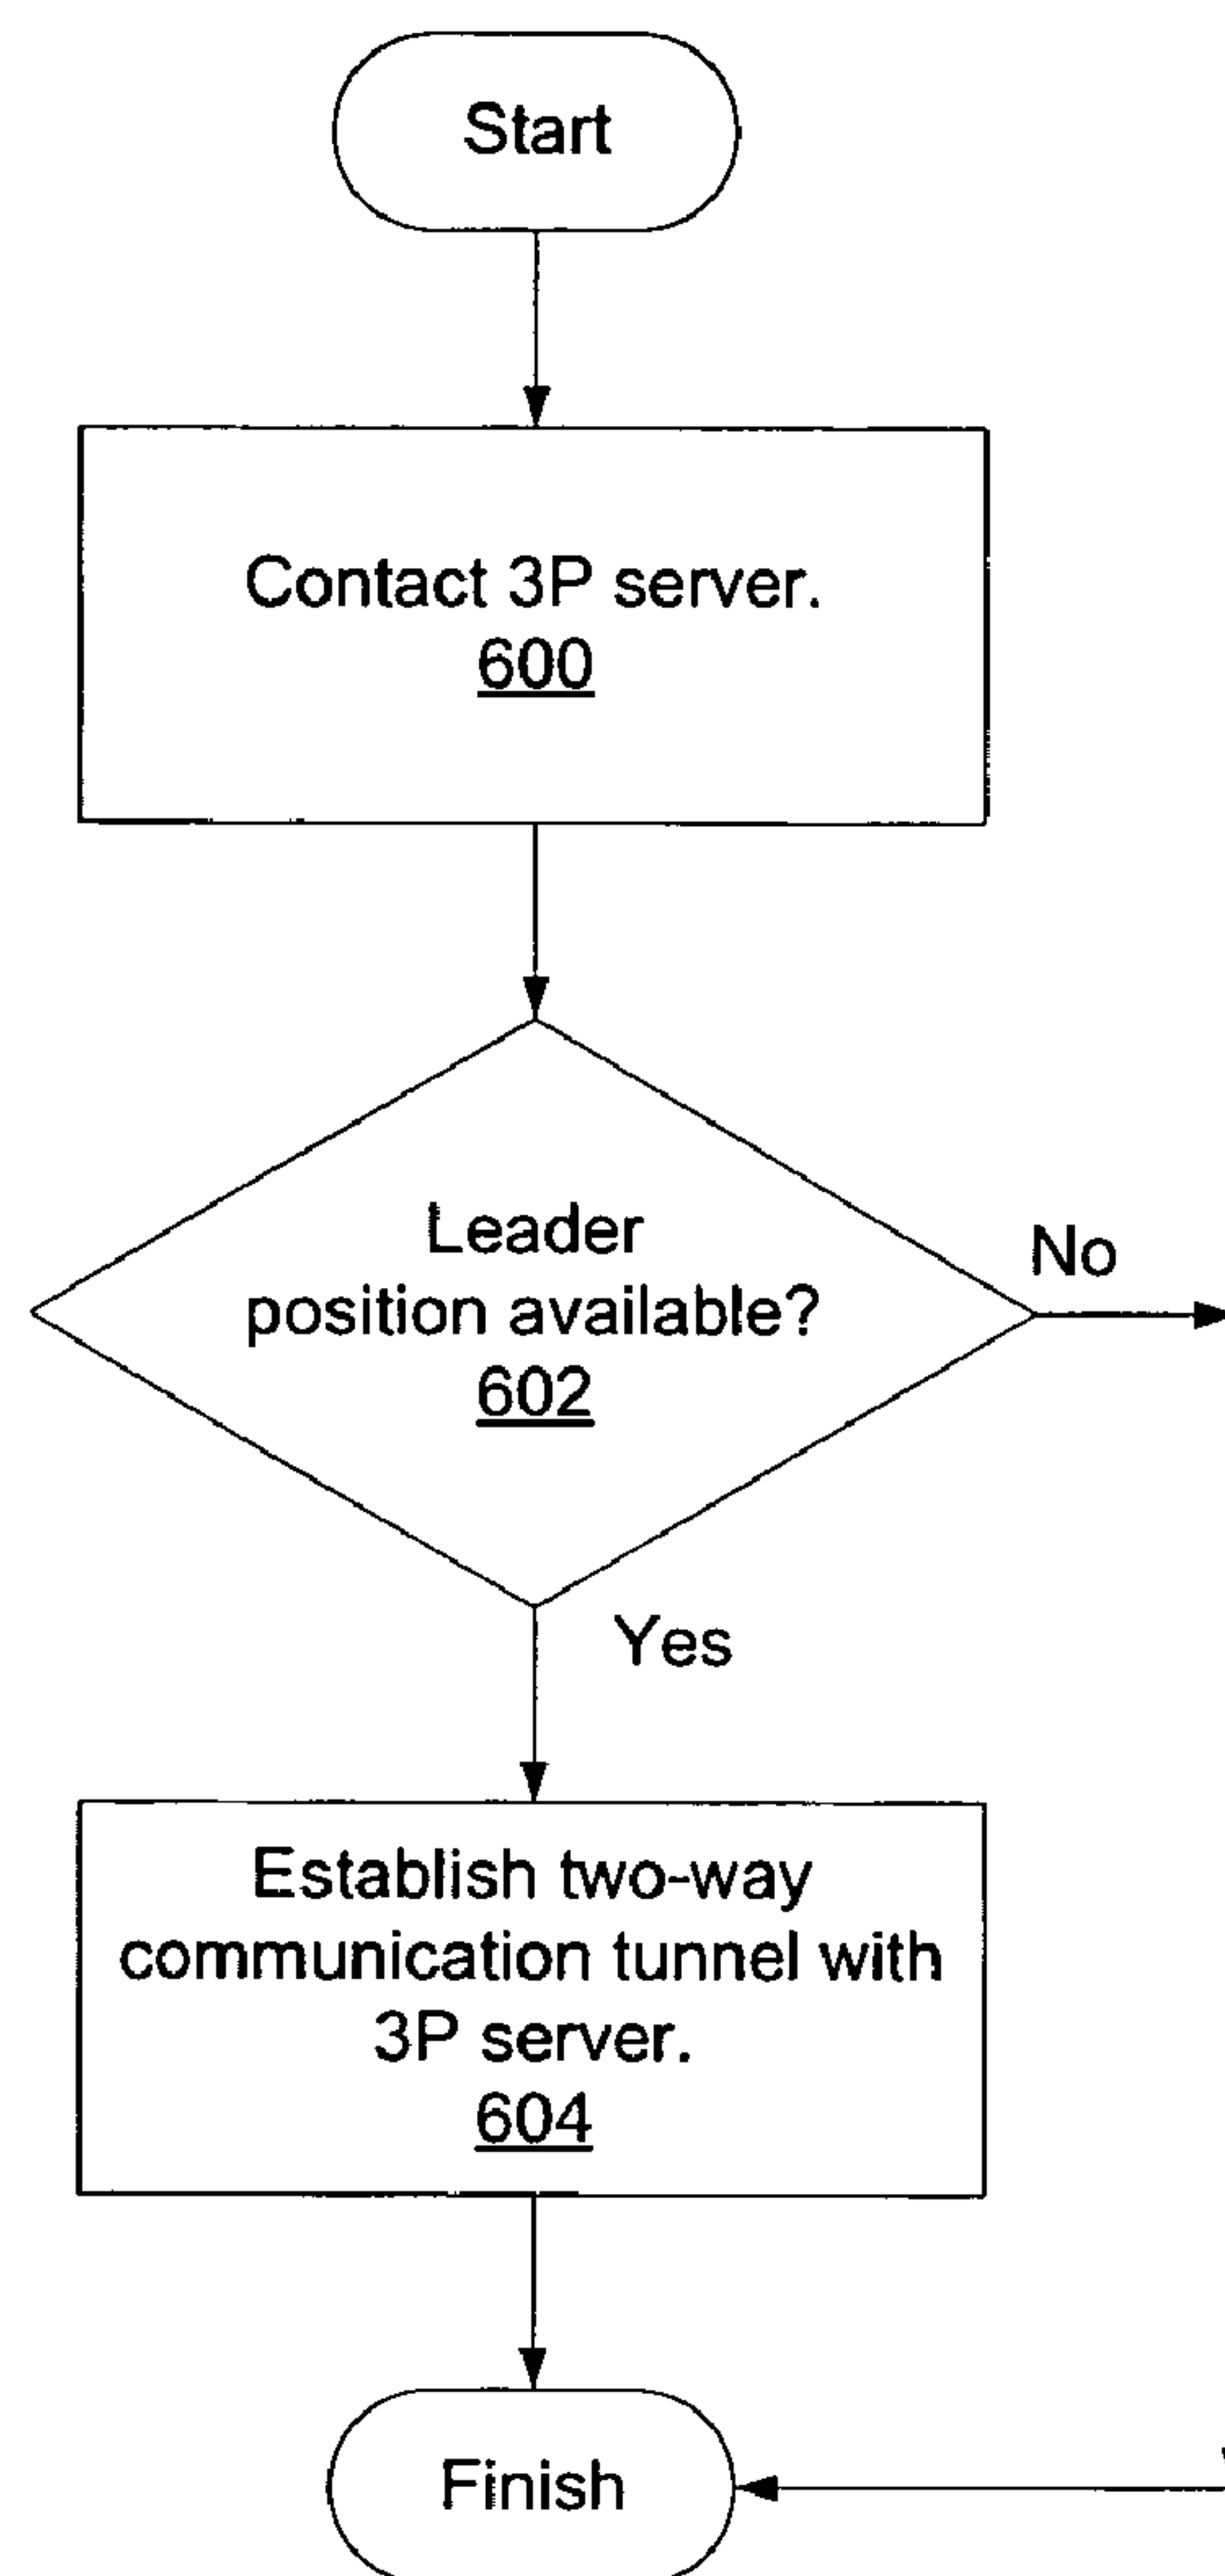 Start
Contact 3P server.
600
Leader
position available?
602
No
Yes
Establish two-way
communication tunnel with
3P server.
604
Finish